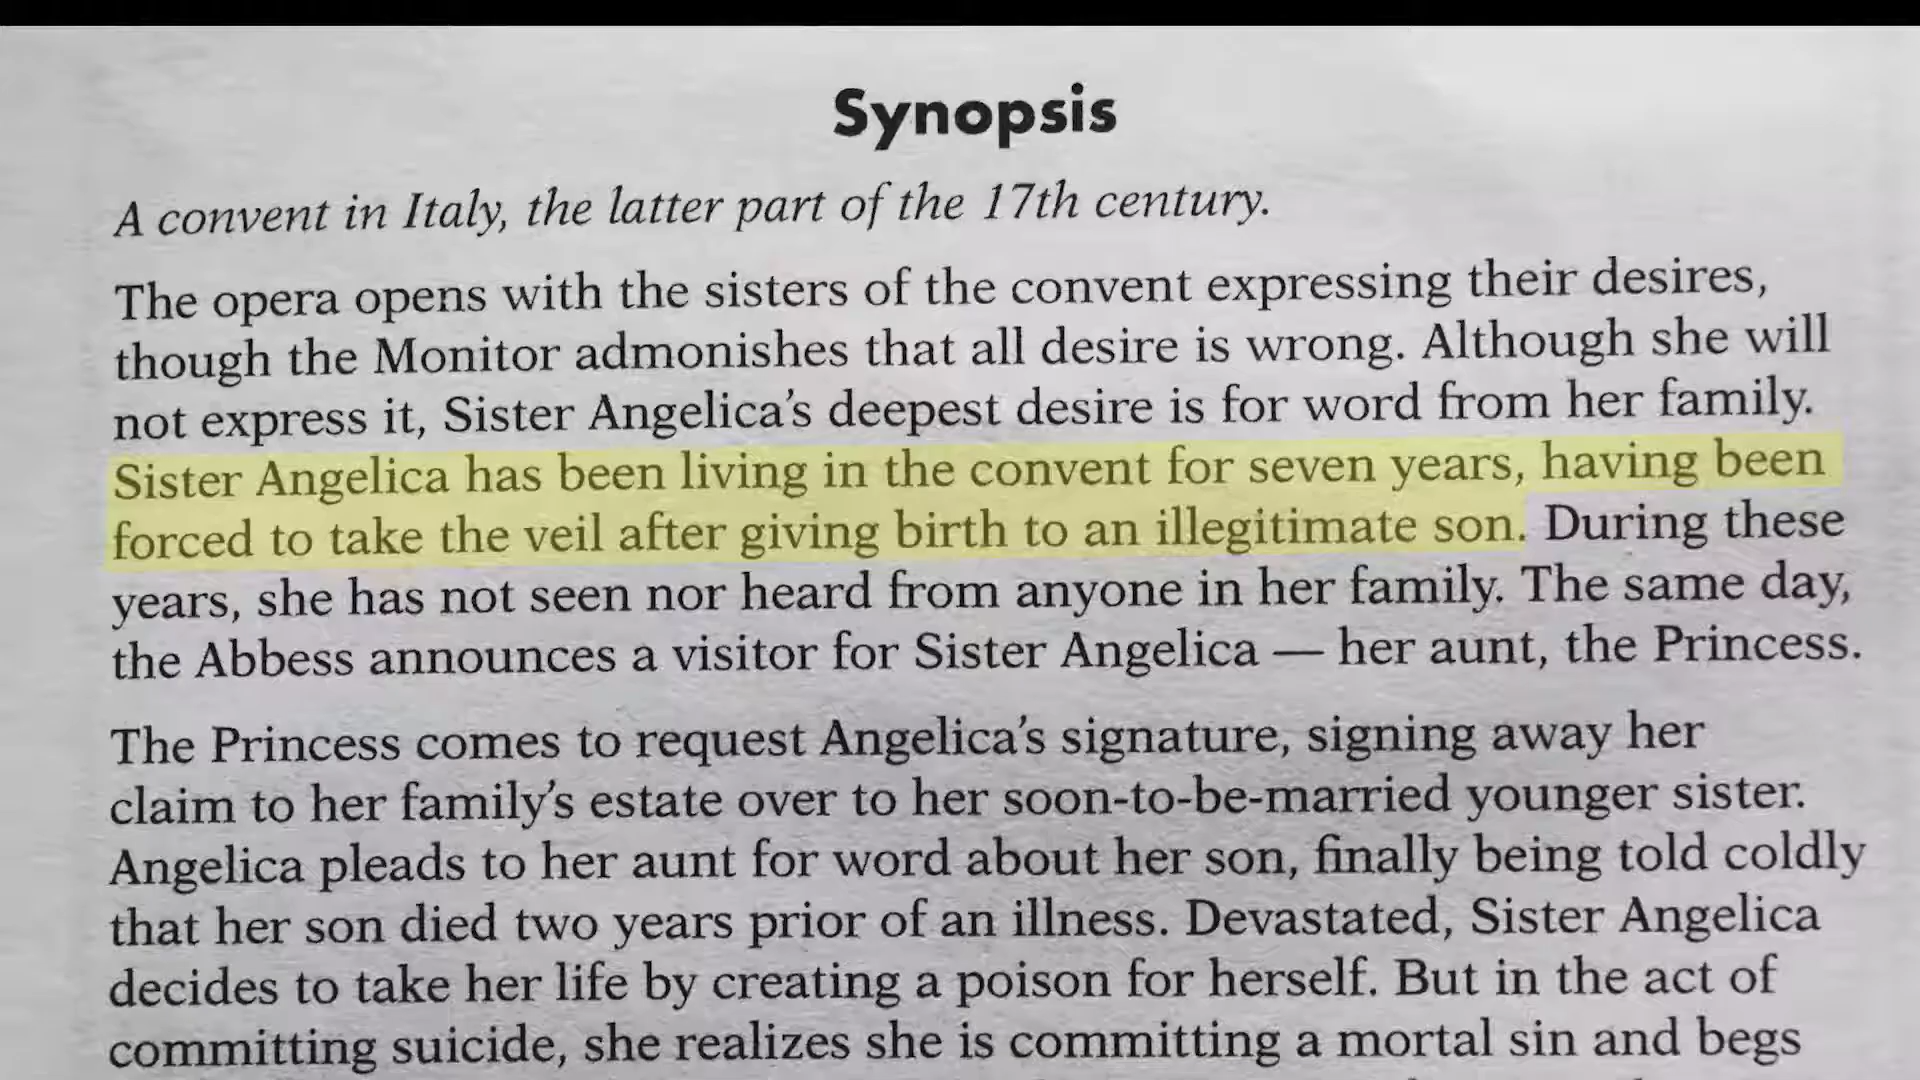 Synopsis
A convent in Italy, the latter part of the 17th century.
The opera opens with the sisters of the convent expressing their desires,
though the Monitor admonishes that all desire is wrong. Although she will
not express it, Sister Angelica’s deepest desire is for word from her family.
Sister Angelica has been living in the convent for seven years, having been
forced to take the veil after giving birth to an illegitimate son. During these
years, she has not seen nor heard from anyone in her family. The same day,
the Abbess announces a visitor for Sister Angelica — her aunt, the Princess.
The Princess comes to request Angelica’s signature, signing away her
claim to her family’s estate over to her soon-to-be-married younger sister.
Angelica pleads to her aunt for word about her son, finally being told coldly
that her son died two years prior of an illness. Devastated, Sister Angelica
decides to take her life by creating a poison for herself. But in the act of
committing suicide, she realizes she is committing a mortal sin and begs